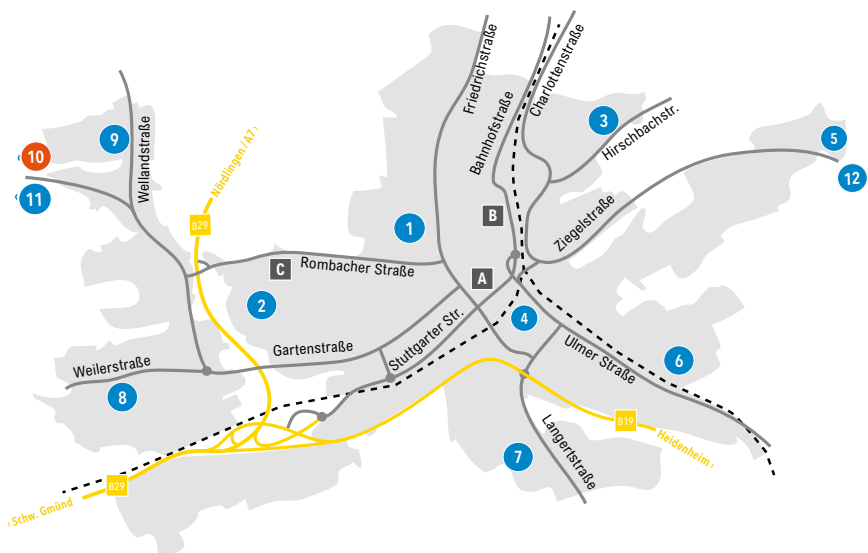 Friedrichstraße
Bahnhofstraße
Charlottenstraße
3
Hirschbachstr.
5
12
9
Wellandstraße
10
11
Nördlingen / A7 ›
B29
1
B
Ziegelstraße
C
Rombacher Straße
A
2
4
Stuttgarter Str.
Gartenstraße
Ulmer Straße
6
Weilerstraße
8
B19
Heidenheim ›
7
Langertstraße
B29
‹ Schw. Gmünd